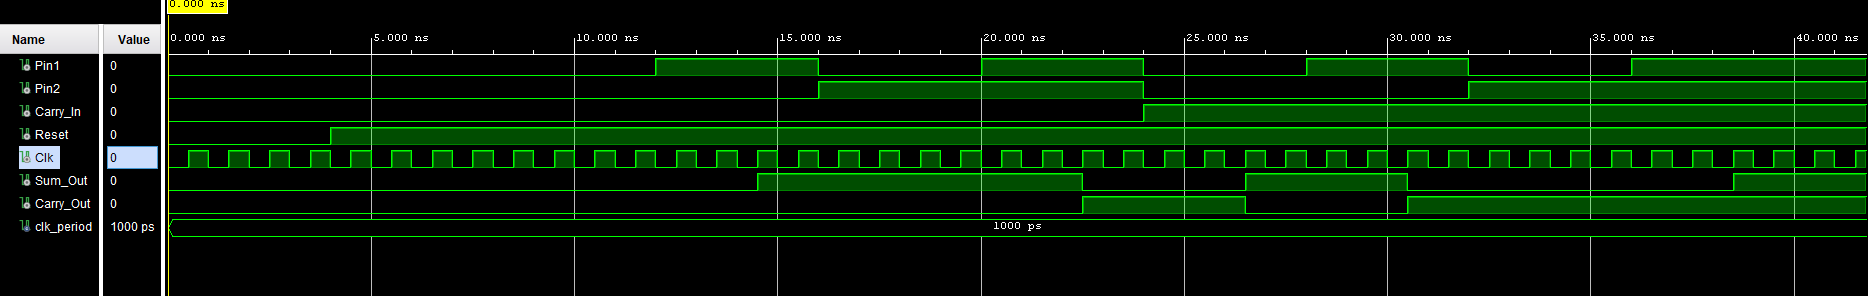 0.000 ns
Name Value
0.000 ns 5.000 ns 10.000 ns 15.000 ns 20.000 ns 25.000 ns 30.000 ns 35.000 ns 40.000 ns
Pin1 0
Pin2 0
Carry_In 0
Reset 0
Clk 0
Sum_Out 0
Carry_Out 0
clk_period 1000 ps 1000 ps